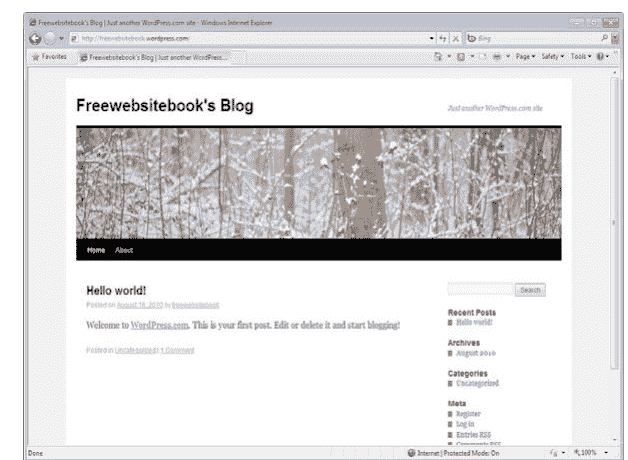 Freewebsitebook's Blog | Just another WordPress.com site - Windows Internet Explorer
http://freewebsitebook.wordpress.com/
Bing
Favorites
Freewebsitebook's Blog | Just another WordPress....
Page Safety Tools
Freewebsitebook's Blog
Just another WordPress.com site
Home About
Hello world!
Posted on August 18, 2010 by freewebsitebook
Welcome to WordPress.com. This is your first post. Edit or delete it and start blogging!
Posted in Uncategorized | 1 Comment
Search
Recent Posts
Hello world!
Archives
August 2010
Categories
Uncategorized
Meta
Register
Log in
Entries RSS
Comments RSS
Done
Internet | Protected Mode: On
100%